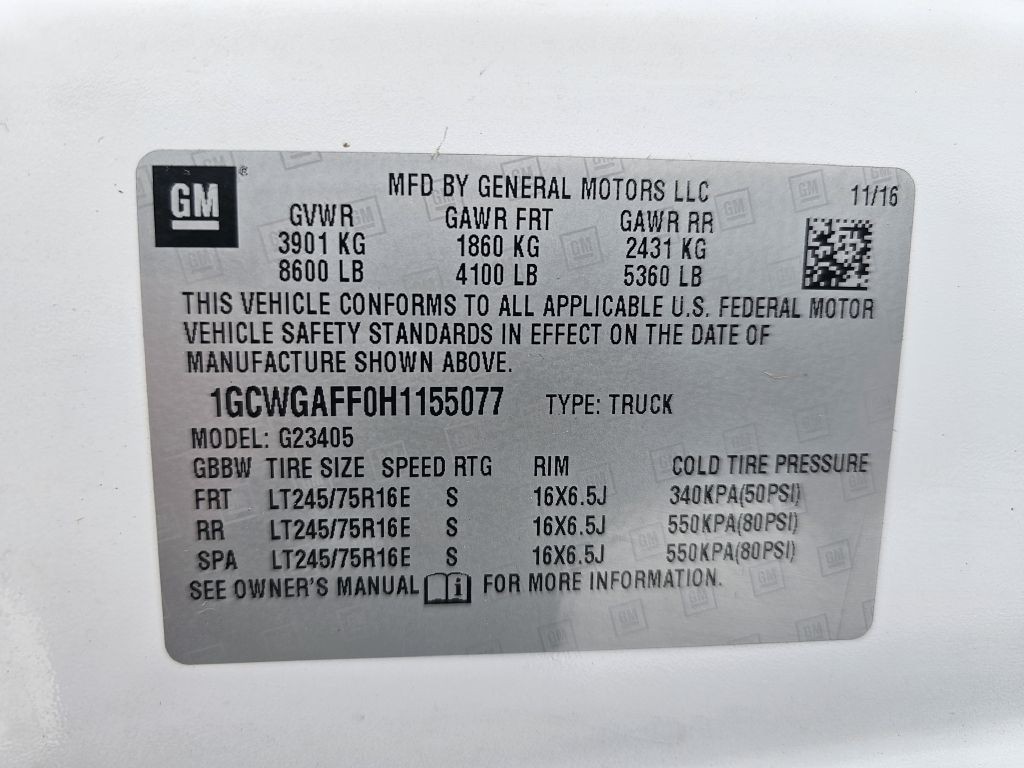 GM
MFD BY GENERAL MOTORS LLC 11/16
GVWR GAWR FRT GAWR RR
3901 KG 1860 KG 2431 KG
8600 LB 4100 LB 5360 LB
THIS VEHICLE CONFORMS TO ALL APPLICABLE U.S. FEDERAL MOTOR
VEHICLE SAFETY STANDARDS IN EFFECT ON THE DATE OF
MANUFACTURE SHOWN ABOVE.
1GCWGAFF0H1155077 TYPE: TRUCK
MODEL: G23405
GBBW TIRE SIZE SPEED RTG RIM COLD TIRE PRESSURE
FRT LT245/75R16E S 16X6.5J 340KPA(50PSI)
RR LT245/75R16E S 16X6.5J 550KPA(80PSI)
SPA LT245/75R16E S 16X6.5J 550KPA(80PSI)
SEE OWNER'S MANUAL FOR MORE INFORMATION.